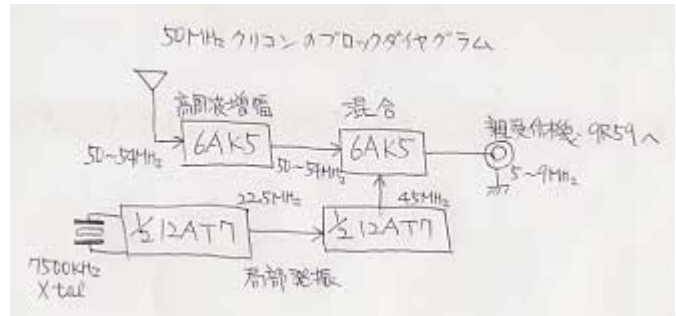 50MHz クリコンのブロックダイヤグラム
高周波増幅
混合
6AK5
6AK5
親受信機:9R59へ
50~54MHz
50~54MHz
5~9MHz
22.5MHz
45MHz
1/2 12AT7
1/2 12AT7
7500KHz
Xtal
局部発振